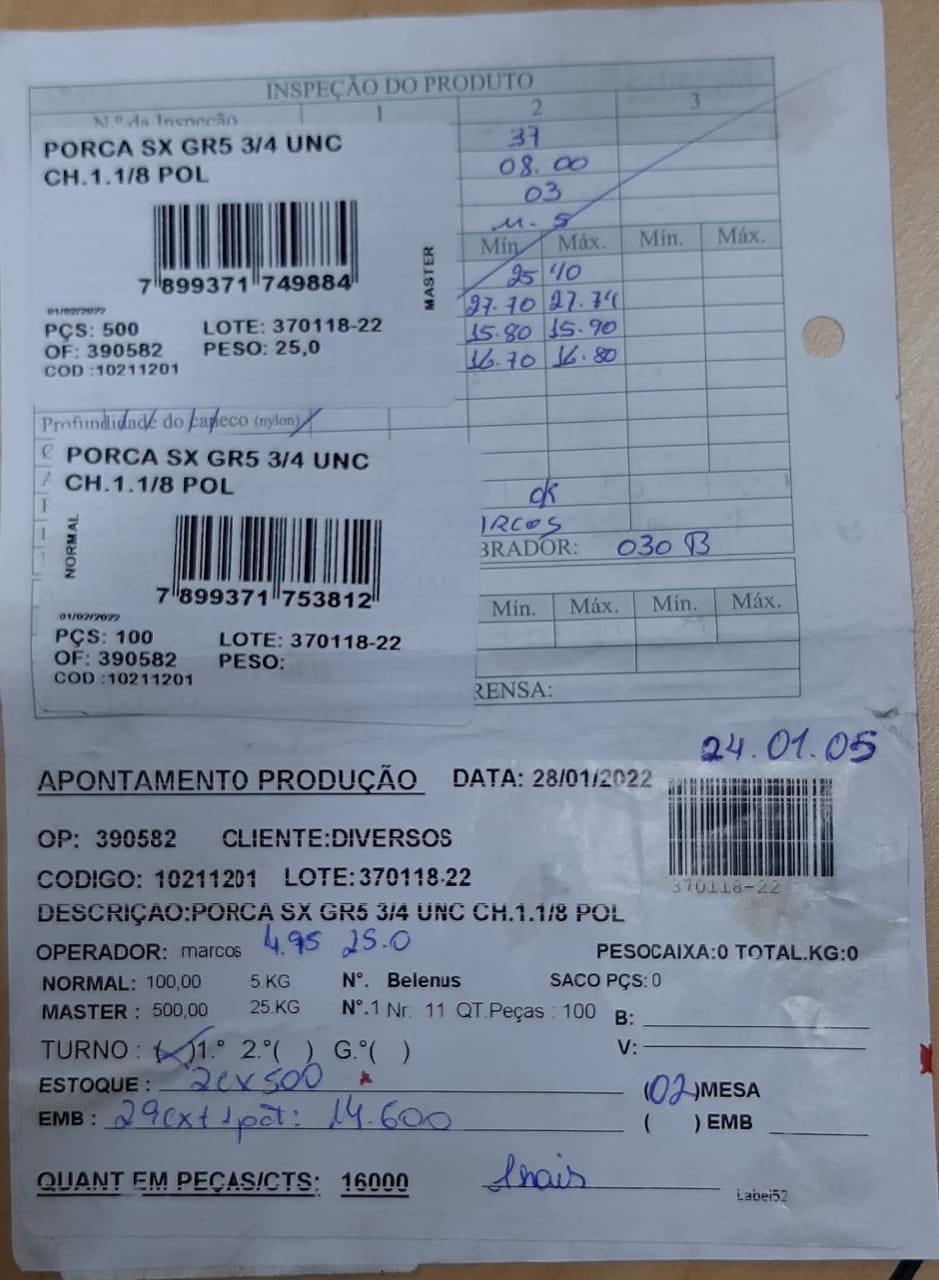 INSPEÇÃO DO PRODUTO
N.º da Inspeção 1 2 3
37
08.00
03
M. S
Mín. Máx. Mín. Máx.
25 40
27.70 27.74
15.80 15.90
16.70 16.80
PORCA SX GR5 3/4 UNC
CH.1.1/8 POL
7 899371 749884
MASTER
01/02/2022
PÇS: 500 LOTE: 370118-22
OF: 390582 PESO: 25,0
COD :10211201
Profundidade do capeco (nylon)
PORCA SX GR5 3/4 UNC
CH.1.1/8 POL
NORMAL
7 899371 753812
01/02/2022
PÇS: 100 LOTE: 370118-22
OF: 390582 PESO:
COD :10211201
OK
ARCOS
BRADOR: 030 B
Mín. Máx. Mín. Máx.
RENSA:
24.01.05
APONTAMENTO PRODUÇÃO DATA: 28/01/2022
370118-22
OP: 390582 CLIENTE:DIVERSOS
CODIGO: 10211201 LOTE:370118-22
DESCRIÇAO:PORCA SX GR5 3/4 UNC CH.1.1/8 POL
OPERADOR: marcos 4.95 25.0 PESOCAIXA:0 TOTAL.KG:0
NORMAL: 100,00 5.KG N°. Belenus SACO PÇS: 0
MASTER : 500,00 25.KG N°.1 Nr: 11 QT.Peças : 100 B:
TURNO : ( )1.° 2.°( ) G.°( ) V:
ESTOQUE : 2cx500 (02)MESA
EMB : 29cx+1pct: 14.600 ( )EMB
QUANT EM PEÇAS/CTS: 16000
Label52